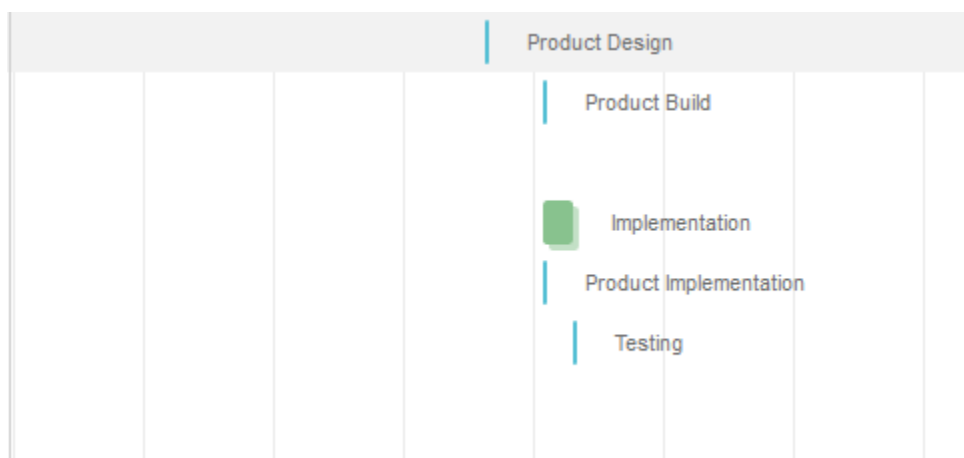 Product Design
Product Build
Implementation
Product Implementation
Testing